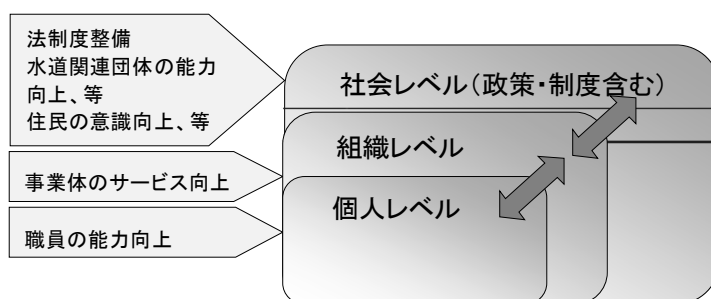 法制度整備
水道関連団体の能力
向上、等
住民の意識向上、等
事業体のサービス向上
職員の能力向上
社会レベル（政策・制度含む）
組織レベル
個人レベル